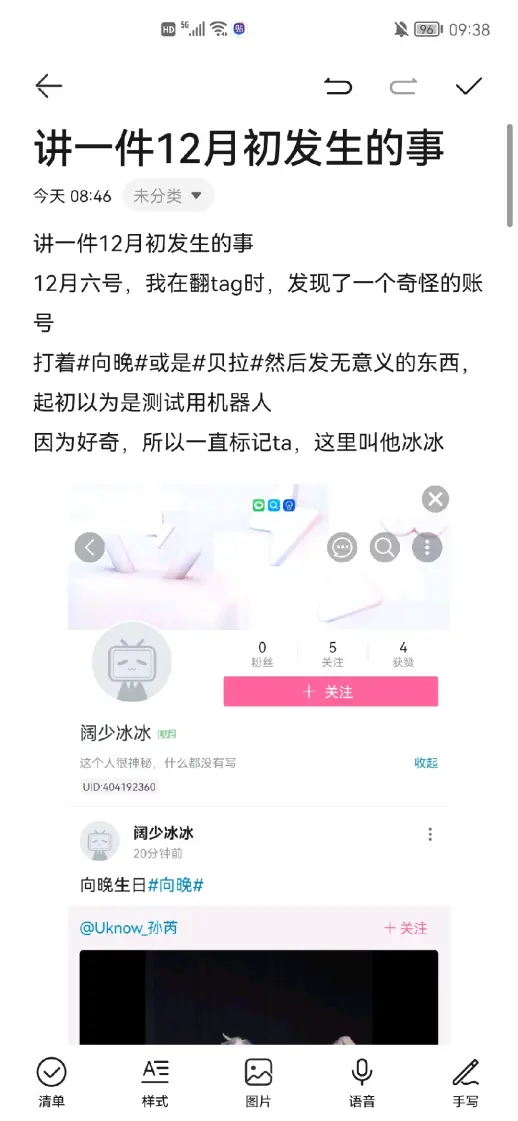 HD 5G 96 09:38
讲一件12月初发生的事
今天 08:46 未分类
讲一件12月初发生的事
12月六号，我在翻tag时，发现了一个奇怪的账
号
打着#向晚#或是#贝拉#然后发无意义的东西，
起初以为是测试用机器人
因为好奇，所以一直标记ta，这里叫他冰冰
0 5 4
粉丝 关注 获赞
+ 关注
阔少冰冰
这个人很神秘，什么都没有写 收起
UID:404192360
阔少冰冰
20分钟前
向晚生日#向晚#
@Uknow_孙芮 + 关注
清单 样式 图片 语音 手写